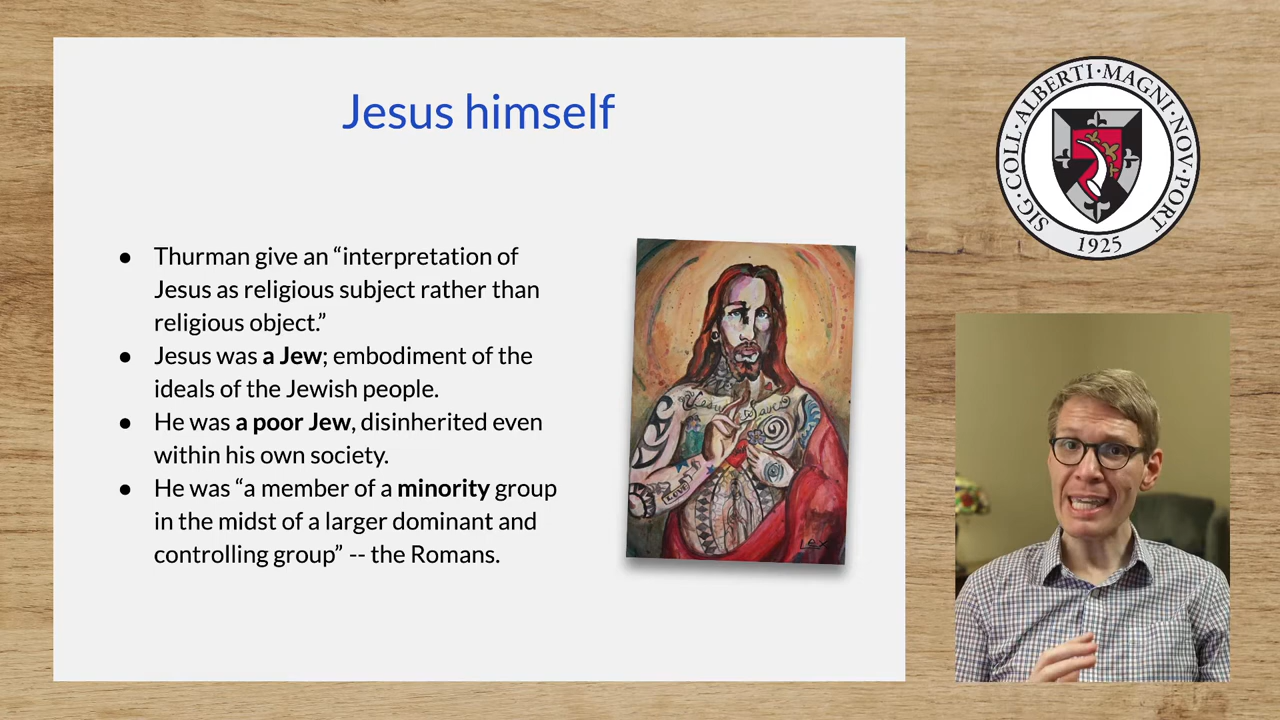 Jesus himself
● Thurman give an “interpretation of
Jesus as religious subject rather than
religious object.”
● Jesus was a Jew; embodiment of the
ideals of the Jewish people.
● He was a poor Jew, disinherited even
within his own society.
● He was “a member of a minority group
in the midst of a larger dominant and
controlling group” -- the Romans.
SIG·COLL·ALBERTI·MAGNI·NOV·PORT
1925
Love
Lex